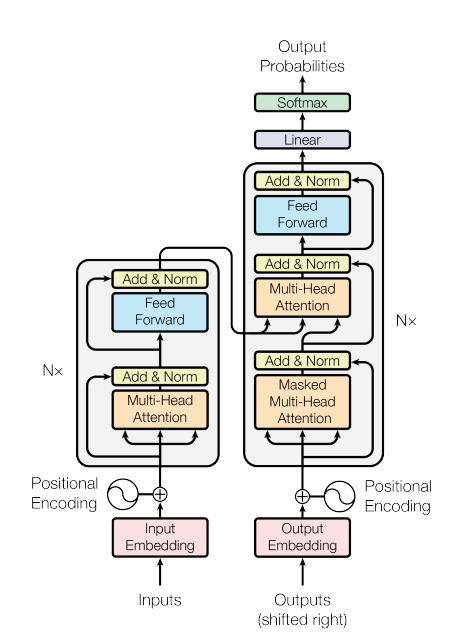 Output
Probabilities
Softmax
Linear
Add & Norm
Feed
Forward
Add & Norm
Multi-Head
Attention
Add & Norm
Masked
Multi-Head
Attention
N×
Positional
Encoding
Output
Embedding
Outputs
(shifted right)
Add & Norm
Feed
Forward
Add & Norm
Multi-Head
Attention
N×
Positional
Encoding
Input
Embedding
Inputs